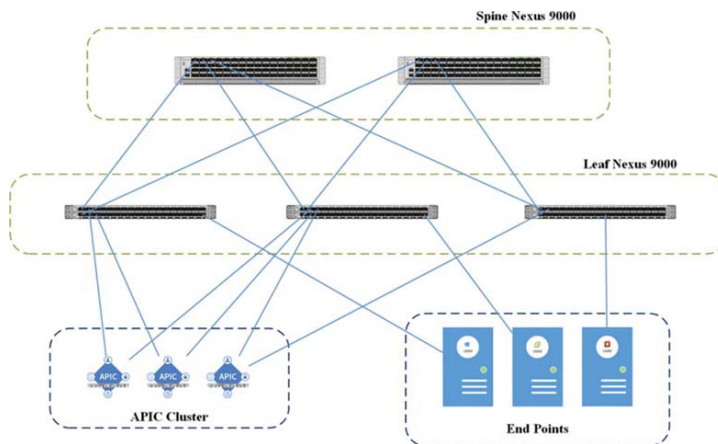 Spine Nexus 9000
Leaf Nexus 9000
APIC
APIC
APIC
APIC Cluster
End Points